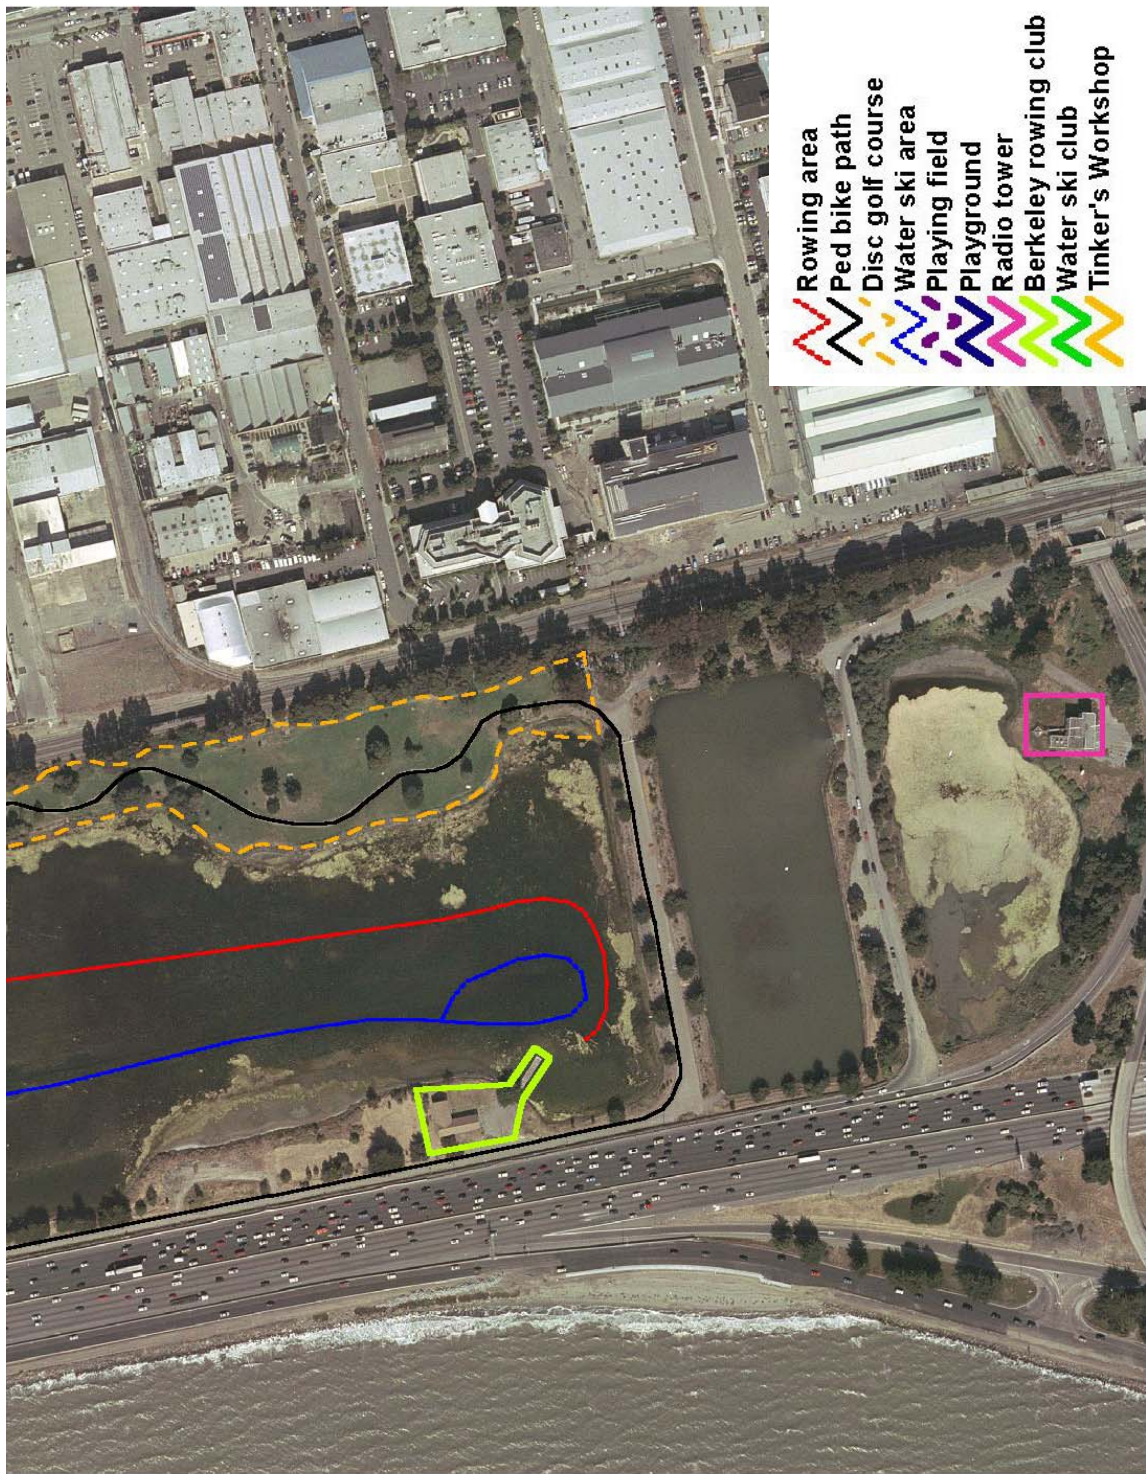 Rowing area
Ped bike path
Disc golf course
Water ski area
Playing field
Playground
Radio tower
Berkeley rowing club
Water ski club
Tinker's Workshop